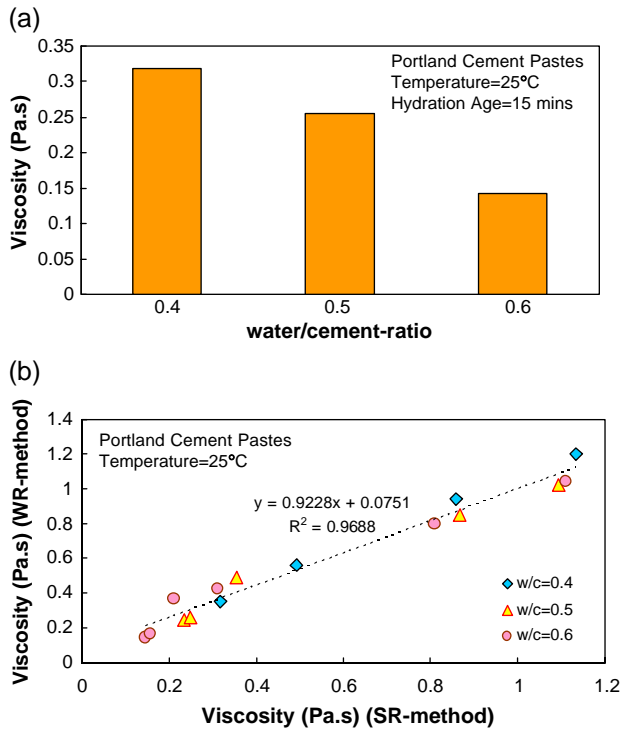 (a)
Portland Cement Pastes
Temperature=25°C
Hydration Age=15 mins
Viscosity (Pa.s)
0.35
0.3
0.25
0.2
0.15
0.1
0.05
0
0.4 0.5 0.6
water/cement-ratio
(b)
Viscosity (Pa.s) (WR-method)
1.4
1.2
1
0.8
0.6
0.4
0.2
0
Portland Cement Pastes
Temperature=25°C
y = 0.9228x + 0.0751
R² = 0.9688
w/c=0.4
w/c=0.5
w/c=0.6
0 0.2 0.4 0.6 0.8 1 1.2
Viscosity (Pa.s) (SR-method)